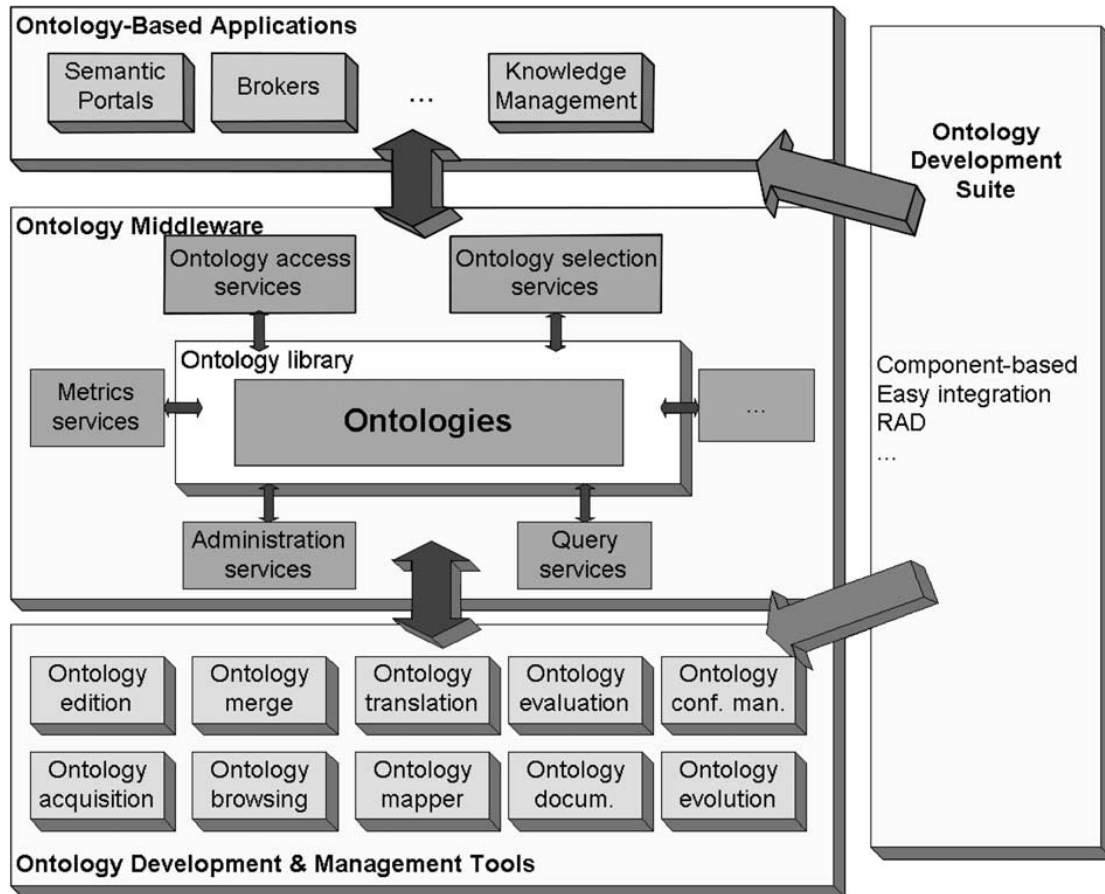 Ontology-Based Applications
Semantic
Portals
Brokers
...
Knowledge
Management
Ontology
Development
Suite
Component-based
Easy integration
RAD
...
Ontology Middleware
Ontology access
services
Ontology selection
services
Ontology library
Metrics
services
Ontologies
...
Administration
services
Query
services
Ontology
edition
Ontology
merge
Ontology
translation
Ontology
evaluation
Ontology
conf. man.
Ontology
acquisition
Ontology
browsing
Ontology
mapper
Ontology
docum.
Ontology
evolution
Ontology Development & Management Tools